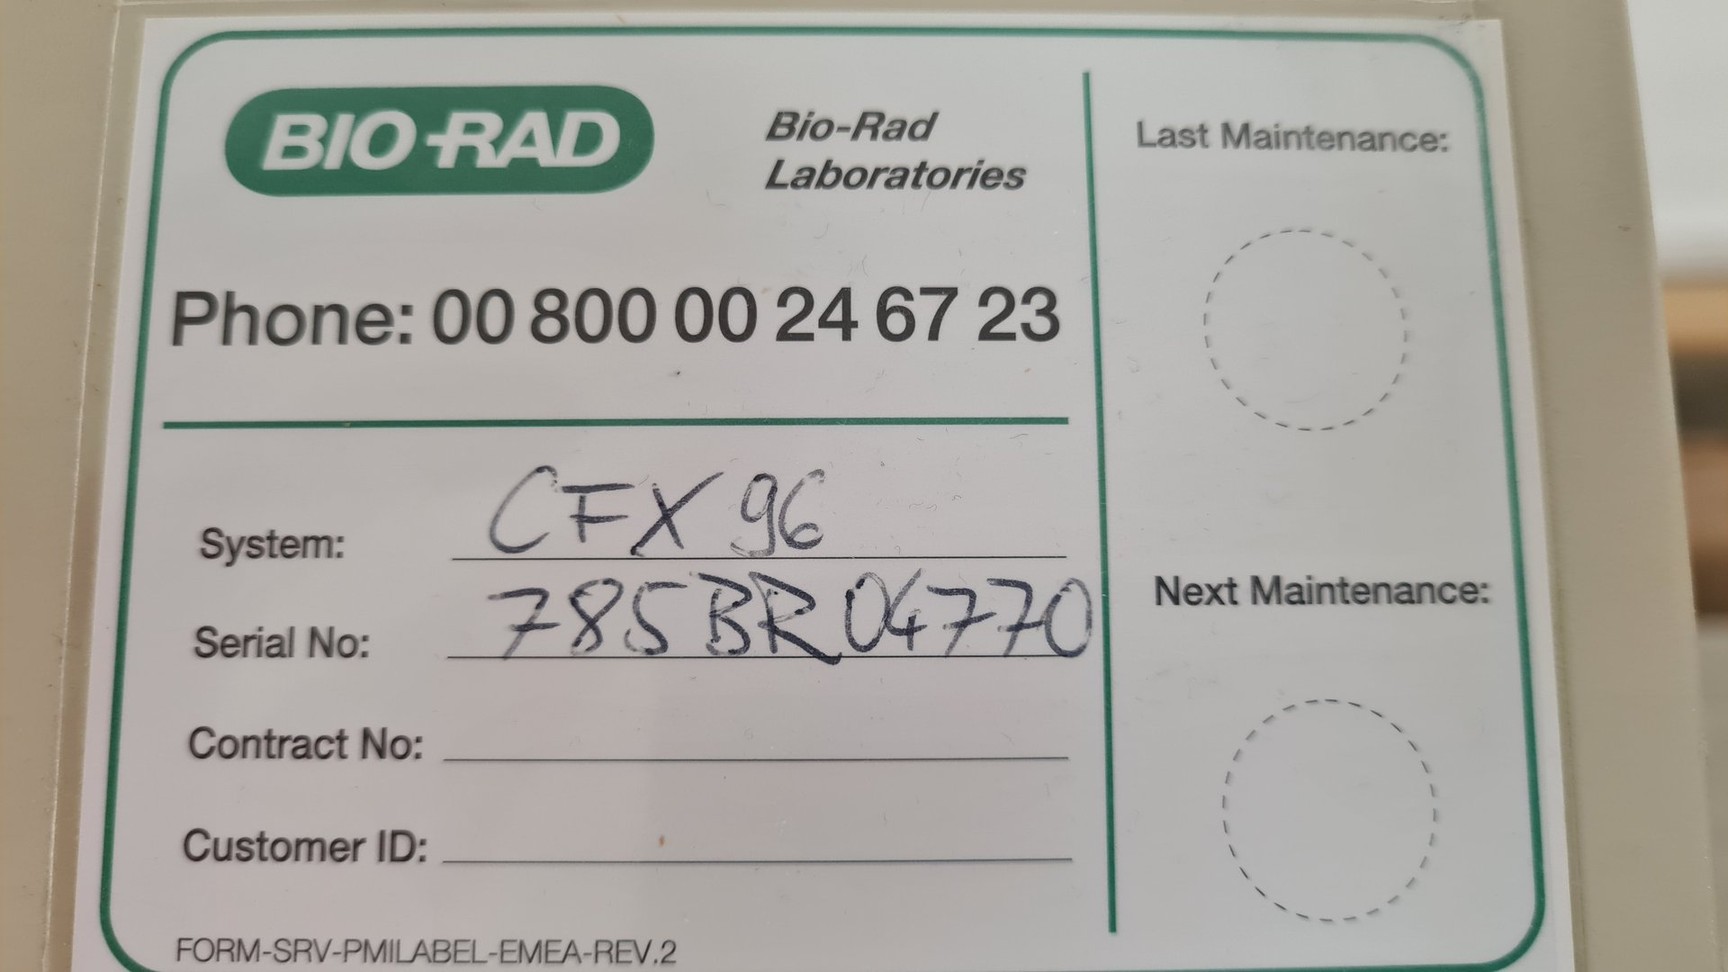 BIO-RAD
Bio-Rad
Laboratories
Phone: 00 800 00 24 67 23
System: CFX 96
Serial No: 785BR04770
Contract No:
Customer ID:
FORM-SRV-PMILABEL-EMEA-REV.2
Last Maintenance:
Next Maintenance: